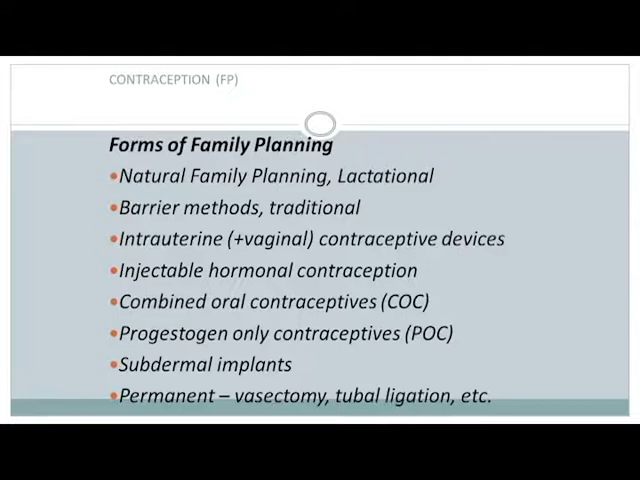 CONTRACEPTION (FP)
Forms of Family Planning
•Natural Family Planning, Lactational
•Barrier methods, traditional
•Intrauterine (+vaginal) contraceptive devices
•Injectable hormonal contraception
•Combined oral contraceptives (COC)
•Progestogen only contraceptives (POC)
•Subdermal implants
•Permanent – vasectomy, tubal ligation, etc.